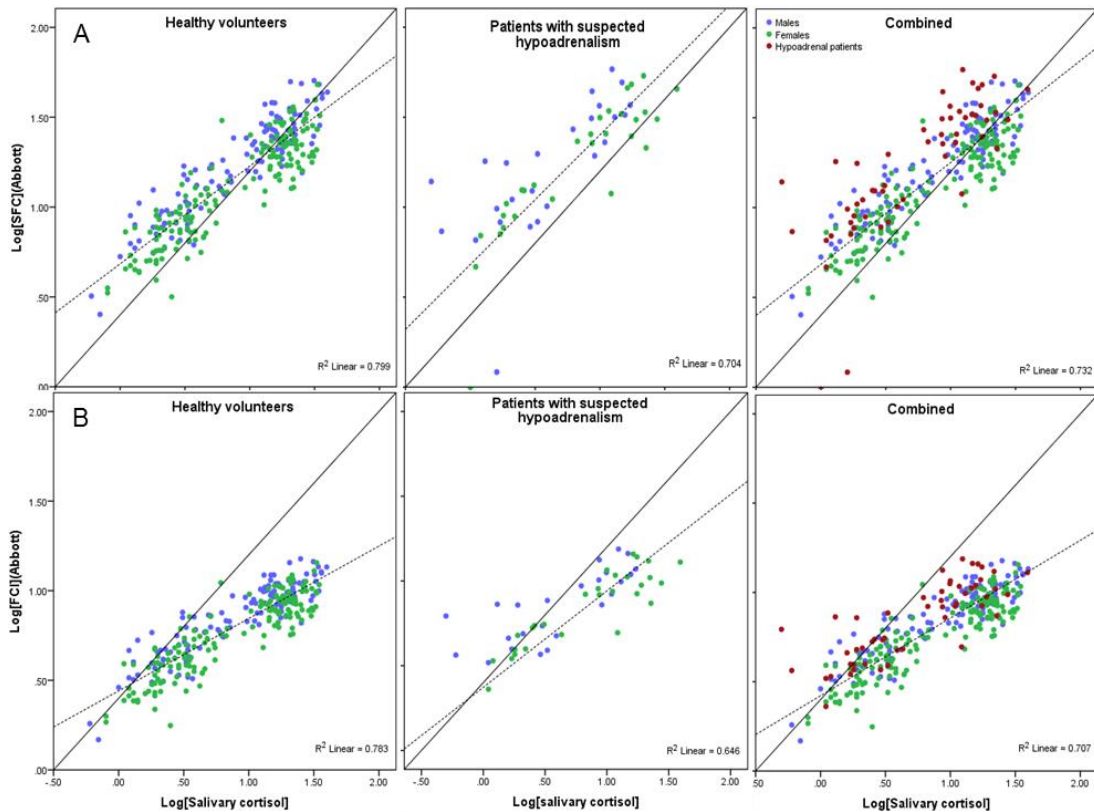 A
Healthy volunteers
Patients with suspected
hypoadrenalism
Combined
Males
Females
Hypoadrenal patients
Log[SFC](Abbott)
2.00
1.50
1.00
.50
.00
R² Linear = 0.799
R² Linear = 0.704
R² Linear = 0.732
B
Healthy volunteers
Patients with suspected
hypoadrenalism
Combined
Log[FCI](Abbott)
2.00
1.50
1.00
.50
.00
R² Linear = 0.783
R² Linear = 0.646
R² Linear = 0.707
-.50 .00 .50 1.00 1.50 2.00
-.50 .00 .50 1.00 1.50 2.00
-.50 .00 .50 1.00 1.50 2.00
Log[Salivary cortisol]
Log[Salivary cortisol]
Log[Salivary cortisol]